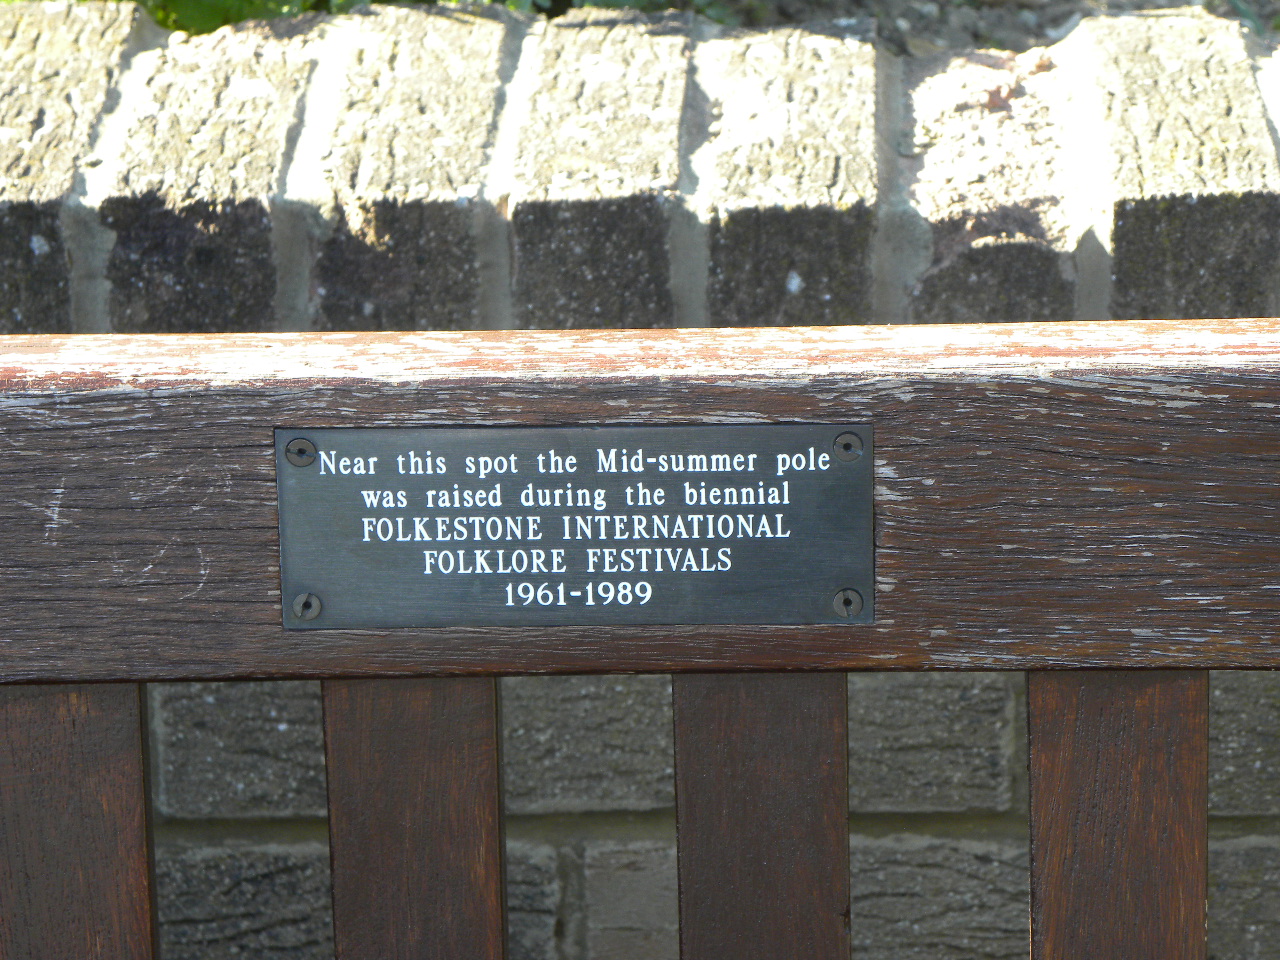 Near this spot the Mid-summer pole
was raised during the biennial
FOLKESTONE INTERNATIONAL
FOLKLORE FESTIVALS
1961-1989